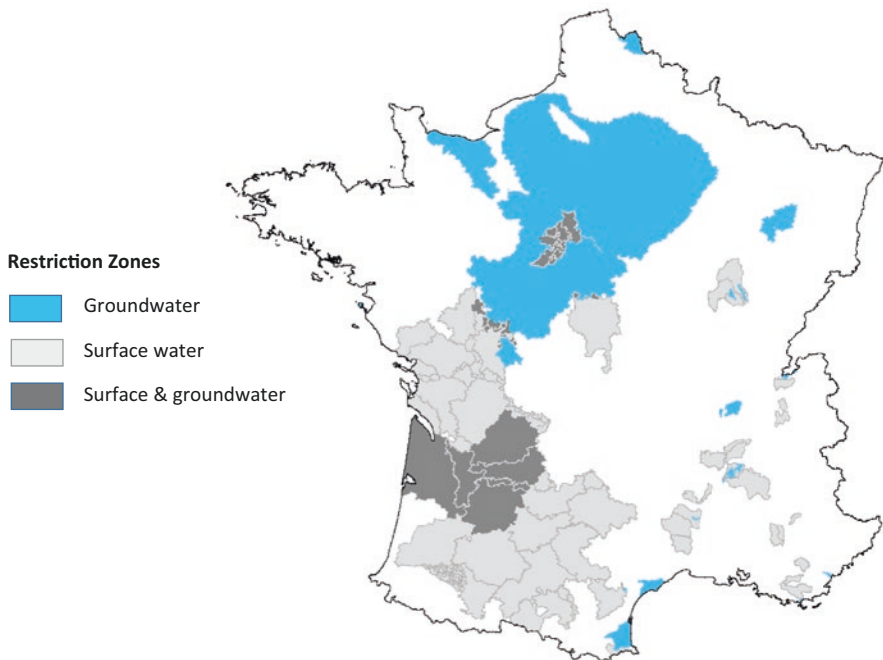 Restriction Zones
Groundwater
Surface water
Surface & groundwater